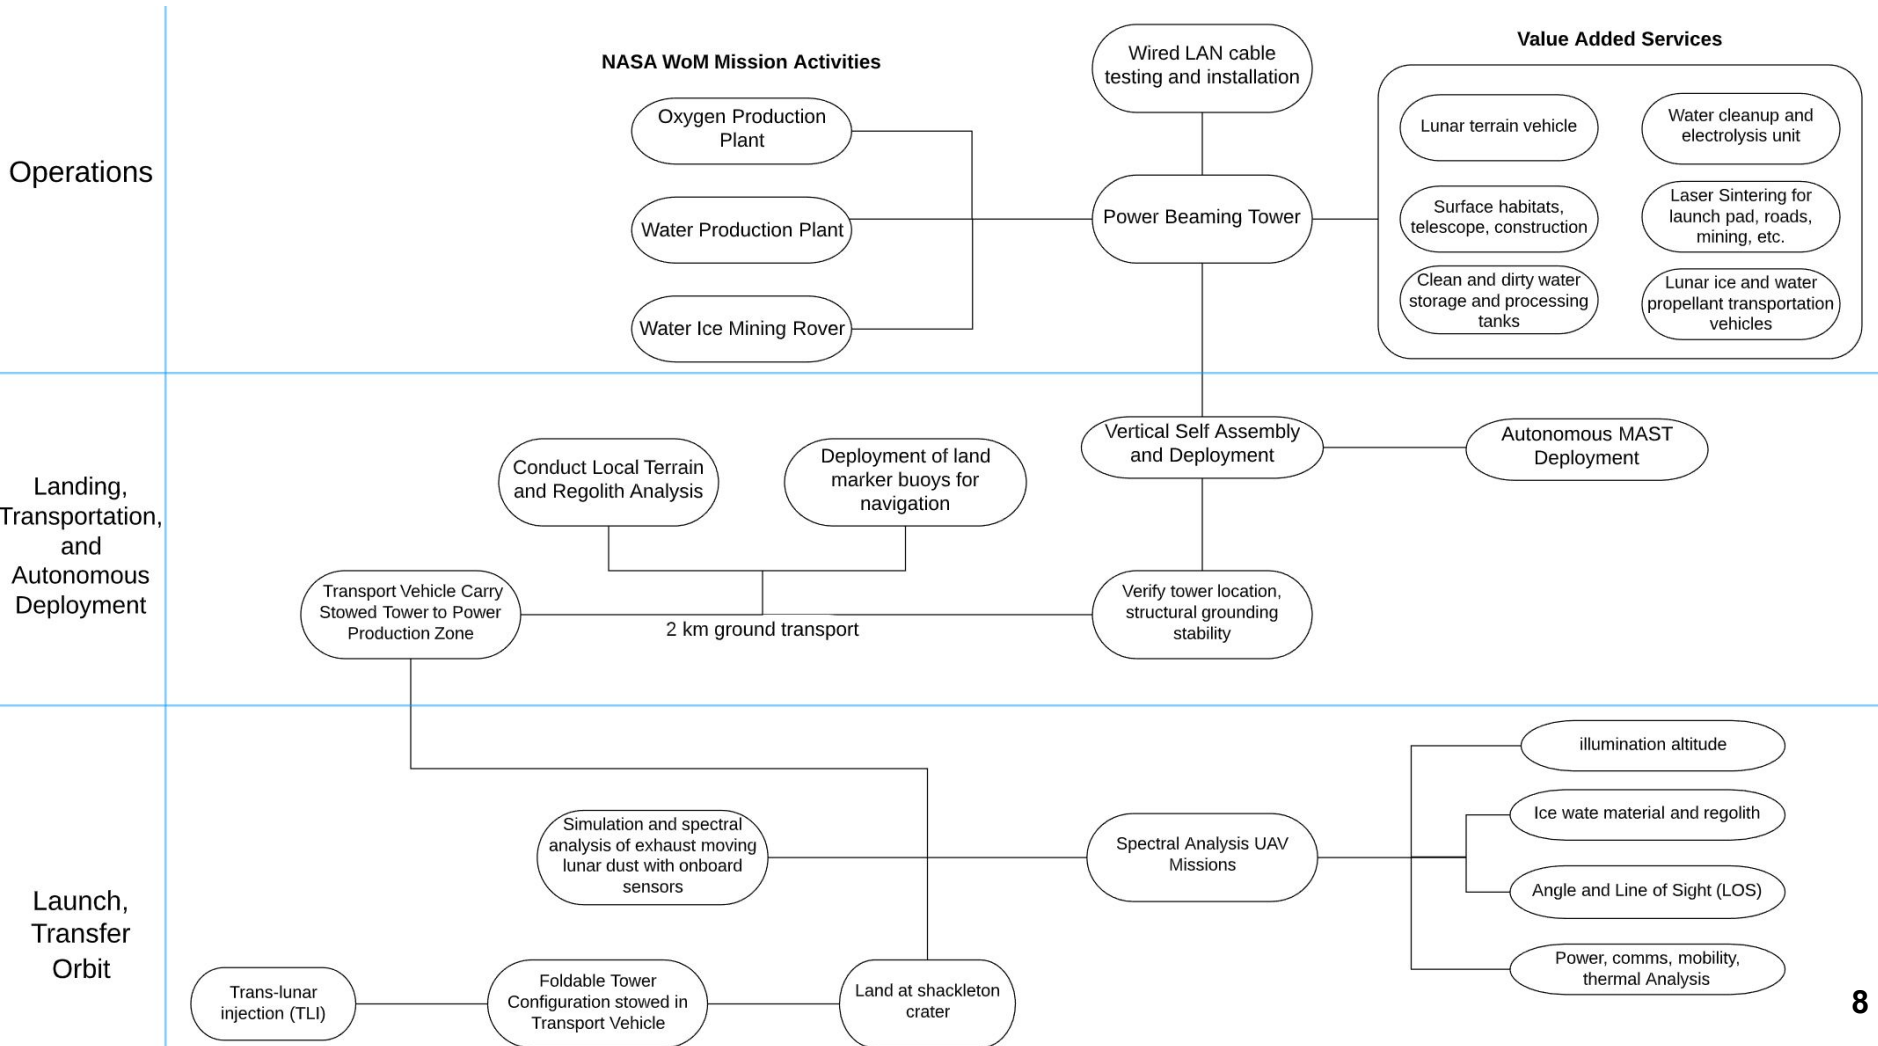 NASA WoM Mission Activities
Value Added Services
Wired LAN cable
testing and installation
Operations
Oxygen Production
Plant
Water Production Plant
Water Ice Mining Rover
Power Beaming Tower
Lunar terrain vehicle
Water cleanup and
electrolysis unit
Surface habitats,
telescope, construction
Laser Sintering for
launch pad, roads,
mining, etc.
Clean and dirty water
storage and processing
tanks
Lunar ice and water
propellant transportation
vehicles
Landing,
Transportation,
and
Autonomous
Deployment
Conduct Local Terrain
and Regolith Analysis
Deployment of land
marker buoys for
navigation
Vertical Self Assembly
and Deployment
Autonomous MAST
Deployment
Transport Vehicle Carry
Stowed Tower to Power
Production Zone
2 km ground transport
Verify tower location,
structural grounding
stability
Launch,
Transfer
Orbit
Simulation and spectral
analysis of exhaust moving
lunar dust with onboard
sensors
Spectral Analysis UAV
Missions
illumination altitude
Ice wate material and regolith
Angle and Line of Sight (LOS)
Power, comms, mobility,
thermal Analysis
Trans-lunar
injection (TLI)
Foldable Tower
Configuration stowed in
Transport Vehicle
Land at shackleton
crater
8